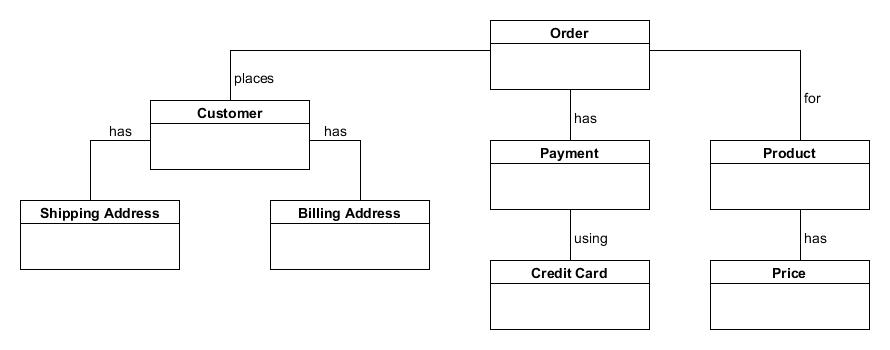 Order
places
for
Customer
has
has
has
Payment
Product
Shipping Address
Billing Address
using
has
Credit Card
Price